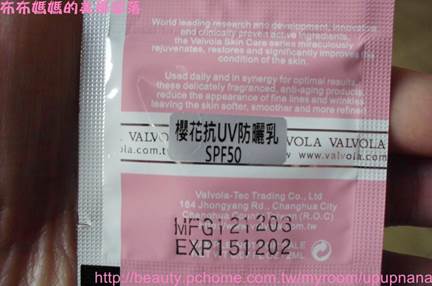 布布媽媽的美麗部落
World leading research and development, innovative
and clinically proven active ingredients,
the Valvola Skin Care series miraculously
rejuvenates, restores and significantly improves the
condition of the skin.
Used daily and in synergy for optimal results,
these delicately fragranced, anti-aging products,
reduce the appearance of fine lines and wrinkles
leaving the skin softer, smoother and more refined
VALVOLA VALVOLA
櫻花抗UV防曬乳
SPF50
Valvola-Tec Trading Co., Ltd
164 Jhongyang Rd., Changhua City
Changhua (R.O.C)
MFG121203
EXP151202
http://beauty.pchome.com.tw/myroom/upupnana